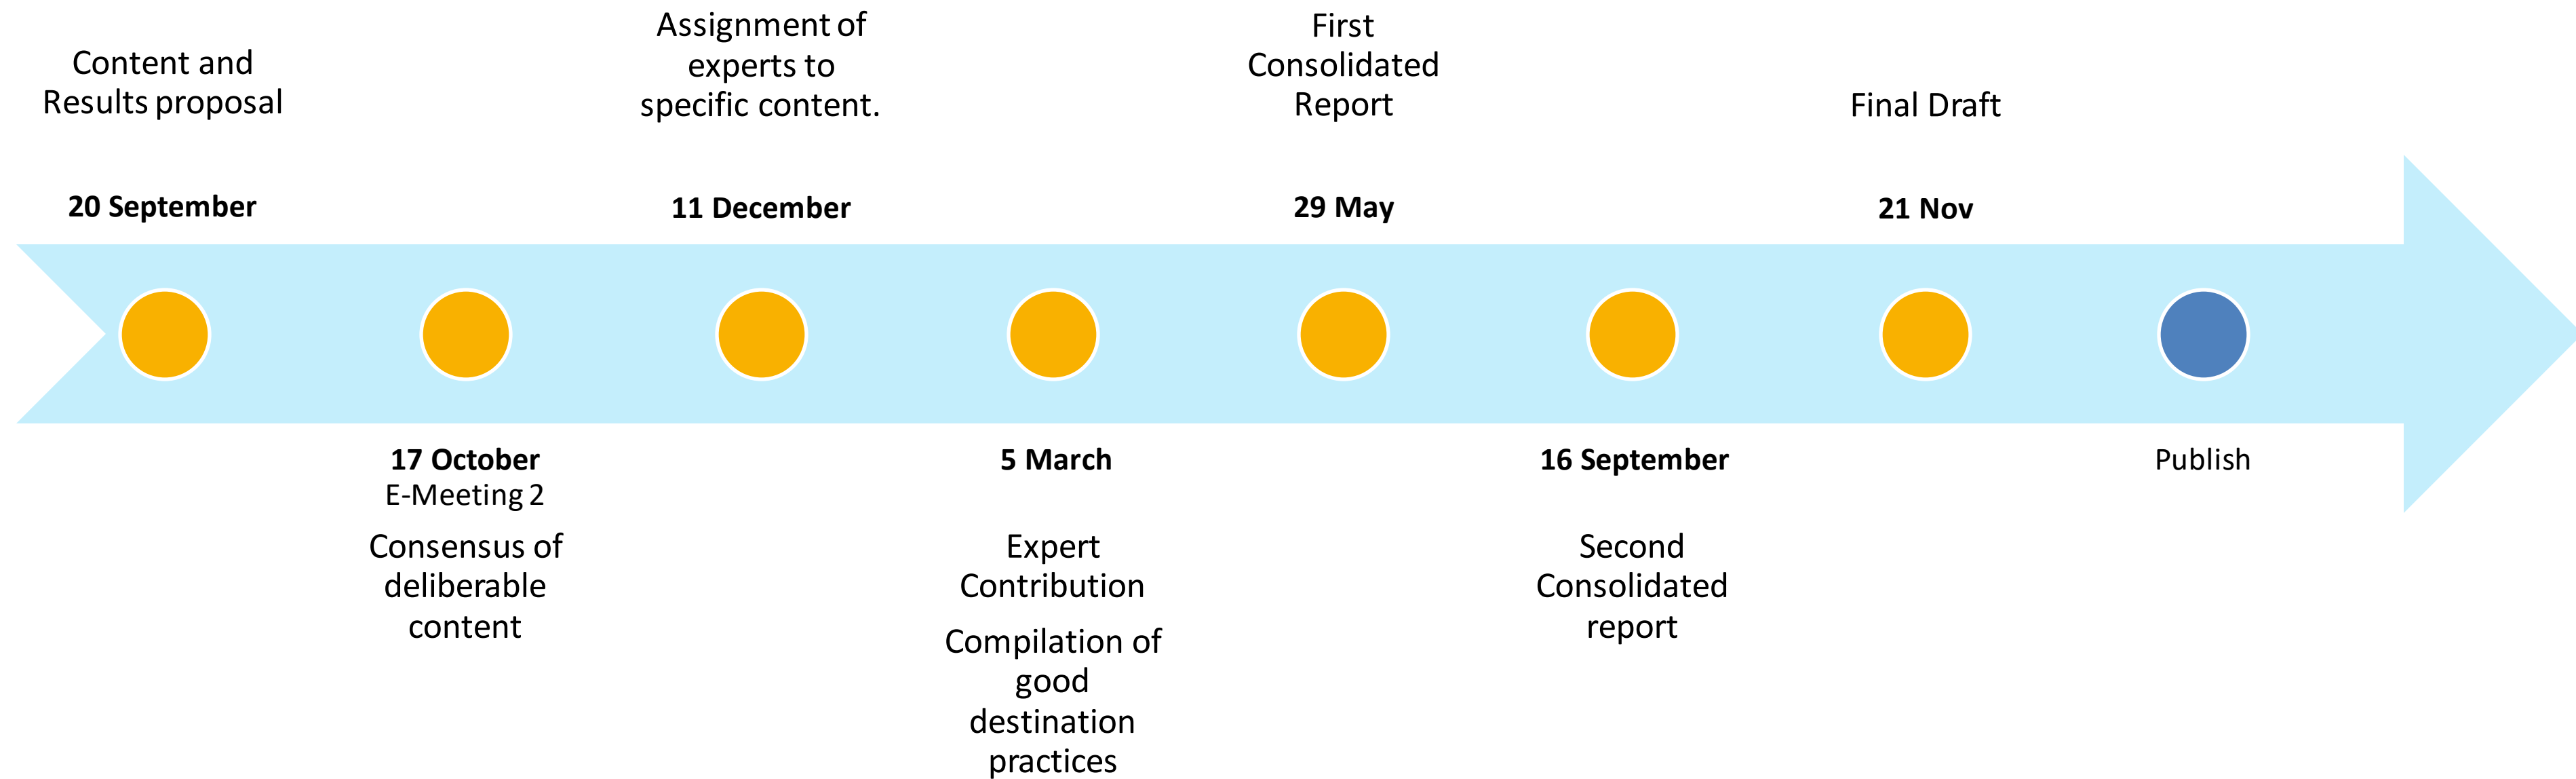 Content and
Results proposal
20 September
17 October
E-Meeting 2
Consensus of
deliberable
content
Assignment of
experts to
specific content.
11 December
5 March
Expert
Contribution
Compilation of
good
destination
practices
First
Consolidated
Report
29 May
16 September
Second
Consolidated
report
Final Draft
21 Nov
Publish